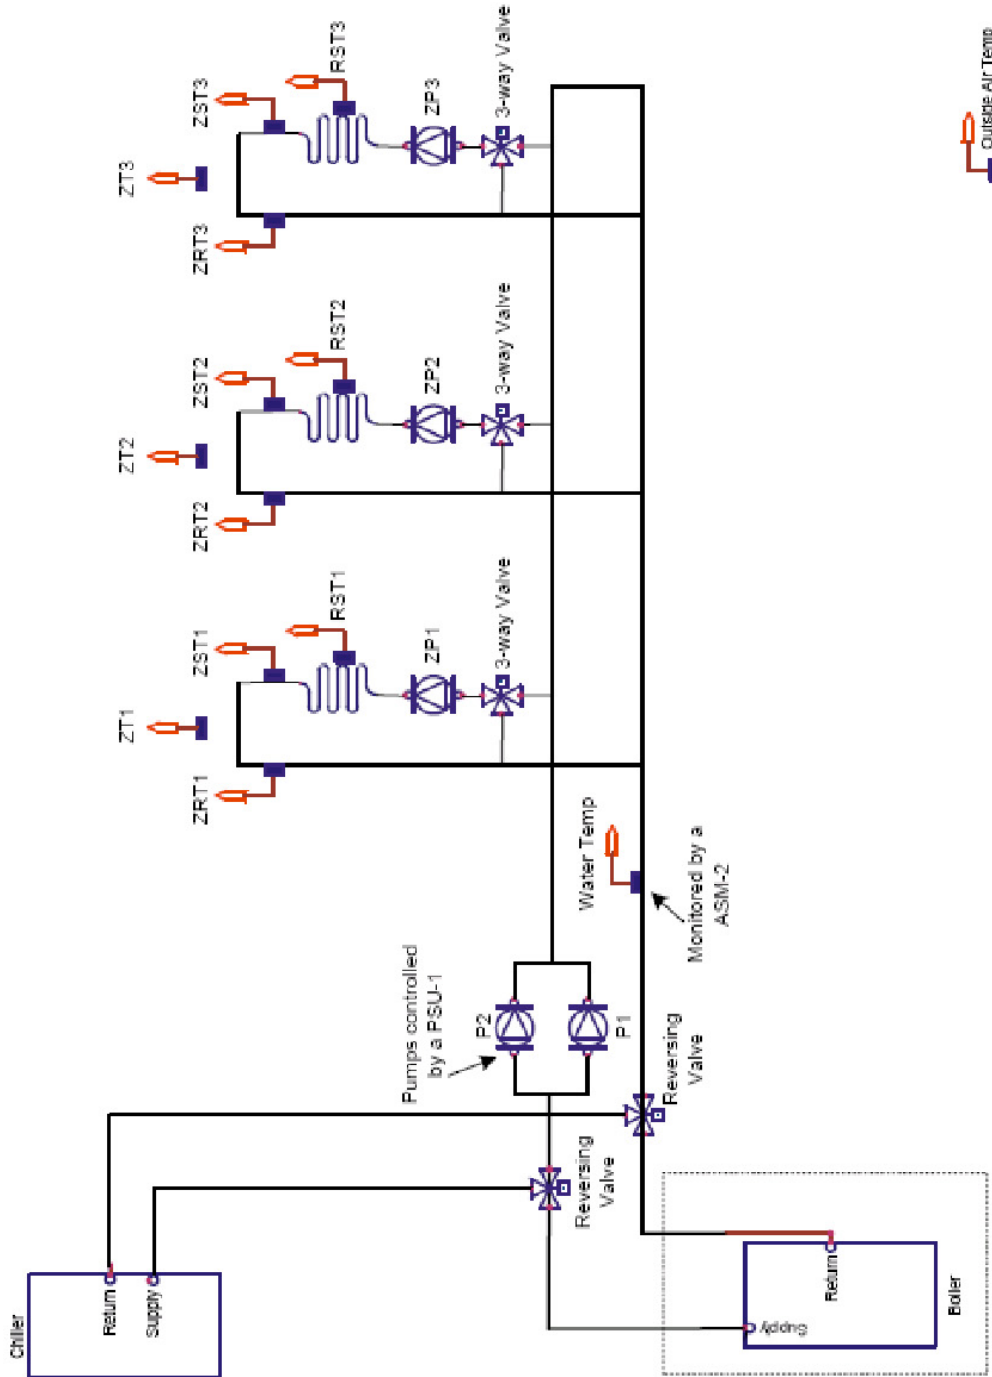 ZT3
ZST3
RST3
ZRT3
ZP3
3-way Valve
Outside Air Temp
ZT2
ZST2
RST2
ZRT2
ZP2
3-way Valve
ZT1
ZST1
RST1
ZRT1
ZP1
3-way Valve
Water Temp
Monitored by a
ASM-2
Pumps controlled
by a PSU-1
P2
P1
Reversing
Valve
Reversing
Valve
Chiller
Return
Supply
Supply
Return
Boiler